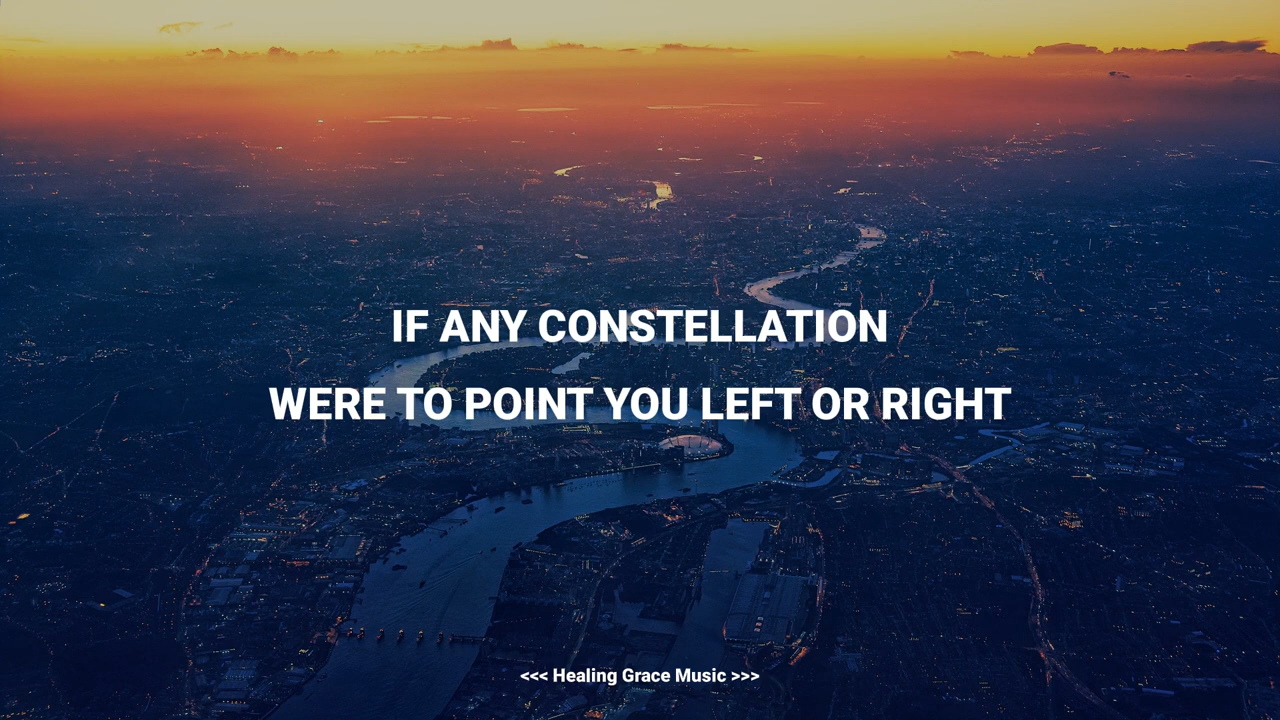 IF ANY CONSTELLATION
WERE TO POINT YOU LEFT OR RIGHT
<<< Healing Grace Music >>>